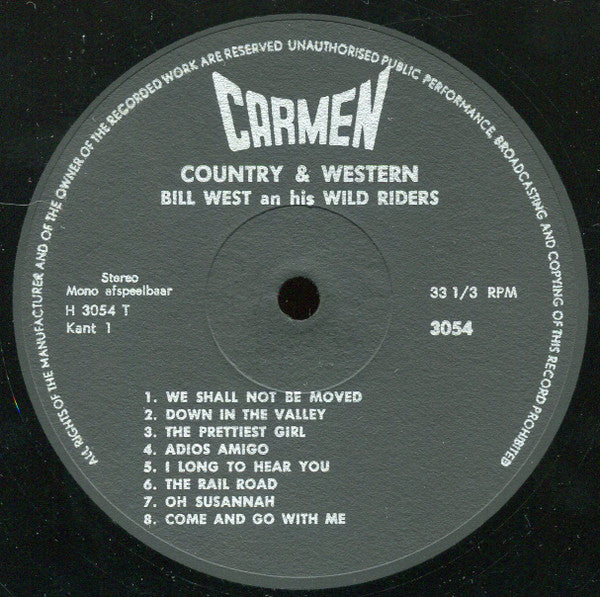 ALL RIGHTS OF THE MANUFACTURER AND OF THE OWNER OF THE RECORDED WORK ARE RESERVED UNAUTHORISED PUBLIC PERFORMANCE, BROADCASTING AND COPYING OF THIS RECORD PROHIBITED
CARMEN
COUNTRY & WESTERN
BILL WEST an his WILD RIDERS
Stereo
Mono afspeelbaar
H 3054 T
Kant 1
33 1/3 RPM
3054
1. WE SHALL NOT BE MOVED
2. DOWN IN THE VALLEY
3. THE PRETTIEST GIRL
4. ADIOS AMIGO
5. I LONG TO HEAR YOU
6. THE RAIL ROAD
7. OH SUSANNAH
8. COME AND GO WITH ME